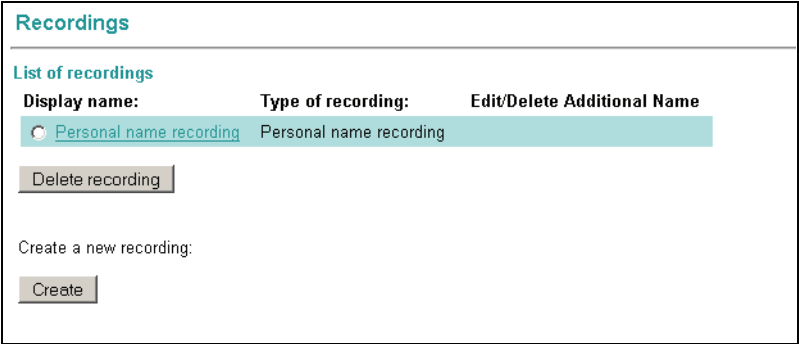 Recordings
List of recordings
Display name: Type of recording: Edit/Delete Additional Name
Personal name recording Personal name recording
Delete recording
Create a new recording:
Create